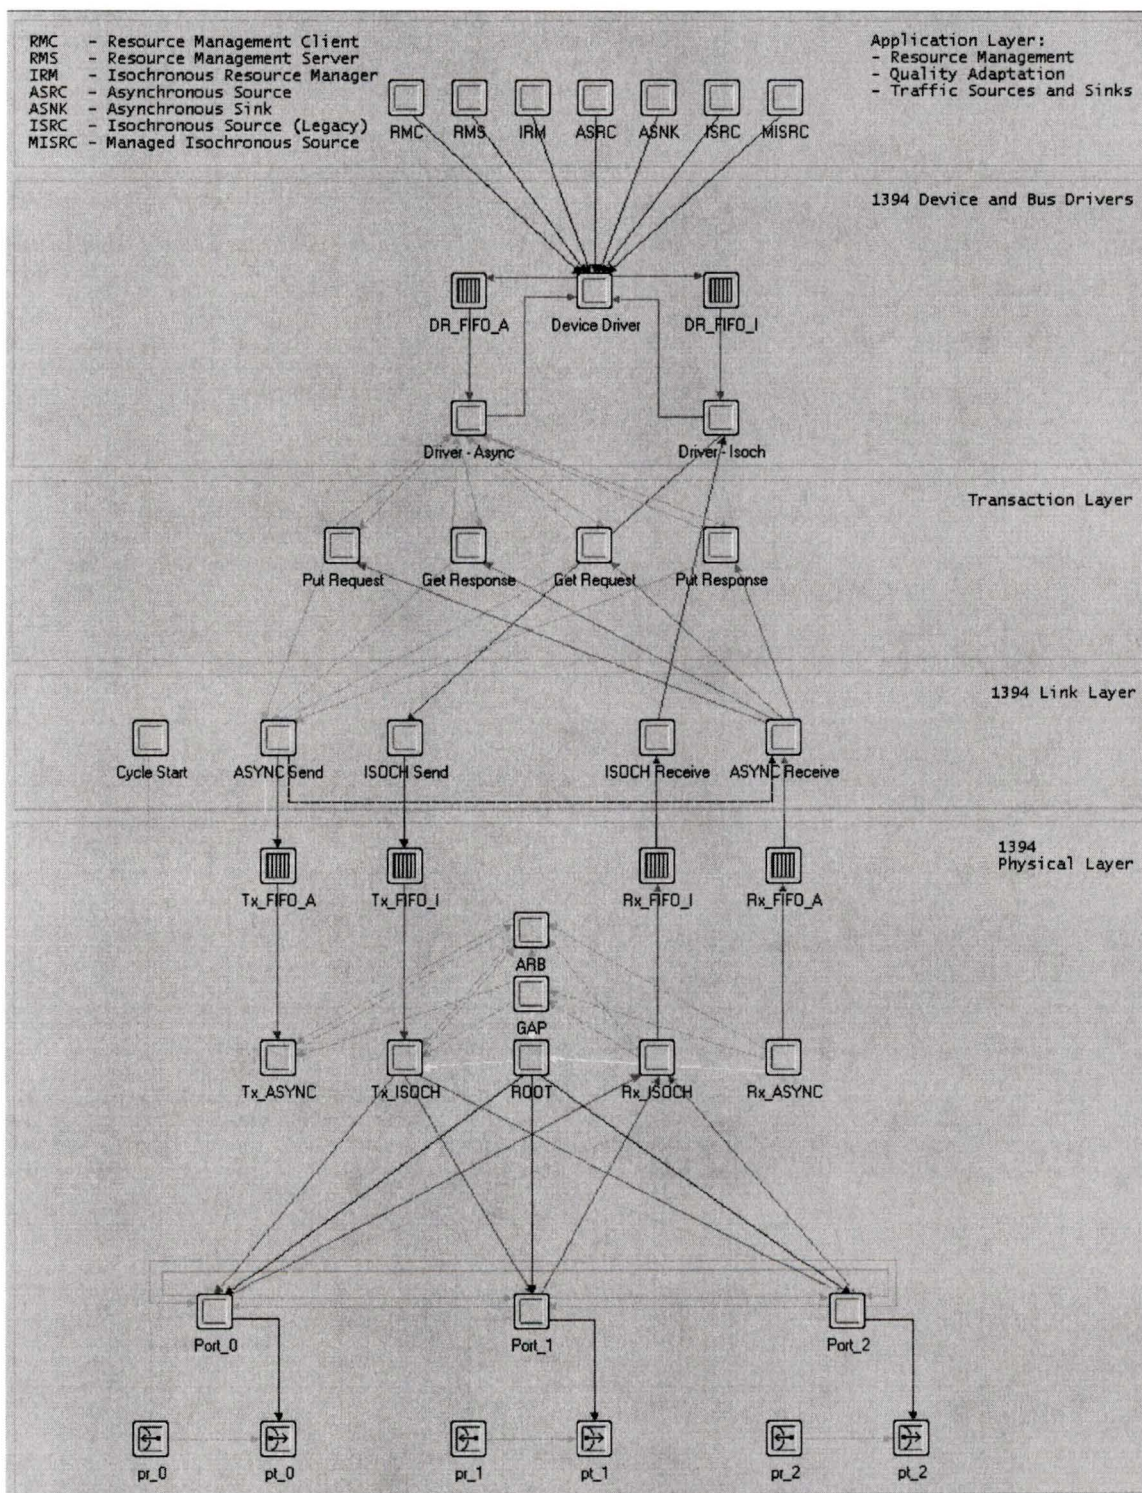 RMC - Resource Management Client
RMS - Resource Management Server
IRM - Isochronous Resource Manager
ASRC - Asynchronous Source
ASNK - Asynchronous Sink
ISRC - Isochronous Source (Legacy)
MISRC - Managed Isochronous Source
Application Layer:
- Resource Management
- Quality Adaptation
- Traffic Sources and Sinks
RMC RMS IRM ASRC ASNK ISRC MISRC
1394 Device and Bus Drivers
DR_FIFO_A Device Driver DR_FIFO_I
Driver - Async Driver - Isoch
Transaction Layer
Put Request Get Response Get Request Put Response
1394 Link Layer
Cycle Start ASYNC Send ISOCH Send ISOCH Receive ASYNC Receive
1394
Physical Layer
Tx_FIFO_A Tx_FIFO_I Rx_FIFO_I Rx_FIFO_A
ARB
GAP
Tx_ASYNC Tx_ISOCH ROOT Rx_ISOCH Rx_ASYNC
Port_0 Port_1 Port_2
pr_0 pt_0 pr_1 pt_1 pr_2 pt_2